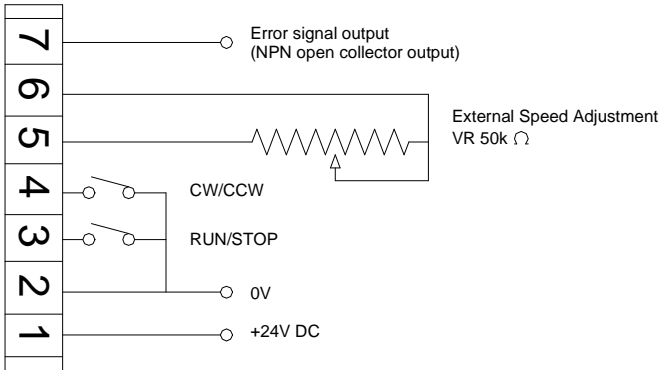 7
Error signal output
(NPN open collector output)
6
External Speed Adjustment
VR 50k Ω
5
4
CW/CCW
3
RUN/STOP
2
0V
1
+24V DC